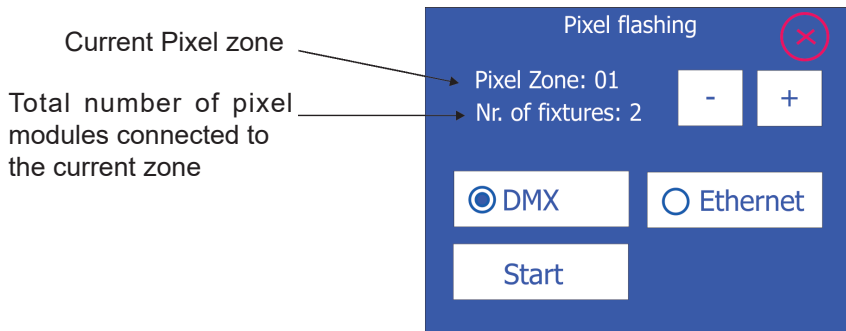 Current Pixel zone
Total number of pixel
modules connected to
the current zone
Pixel flashing
Pixel Zone: 01
Nr. of fixtures: 2
- +
DMX
Ethernet
Start